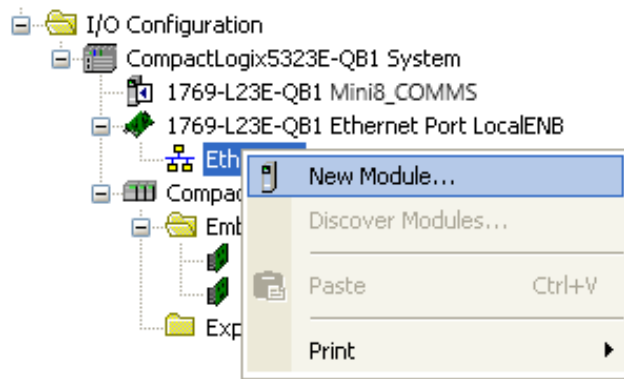 I/O Configuration
CompactLogix5323E-QB1 System
1769-L23E-QB1 Mini8_COMMS
1769-L23E-QB1 Ethernet Port LocalENB
Eth
New Module...
Compac
Discover Modules...
Emb
Paste Ctrl+V
Exp
Print